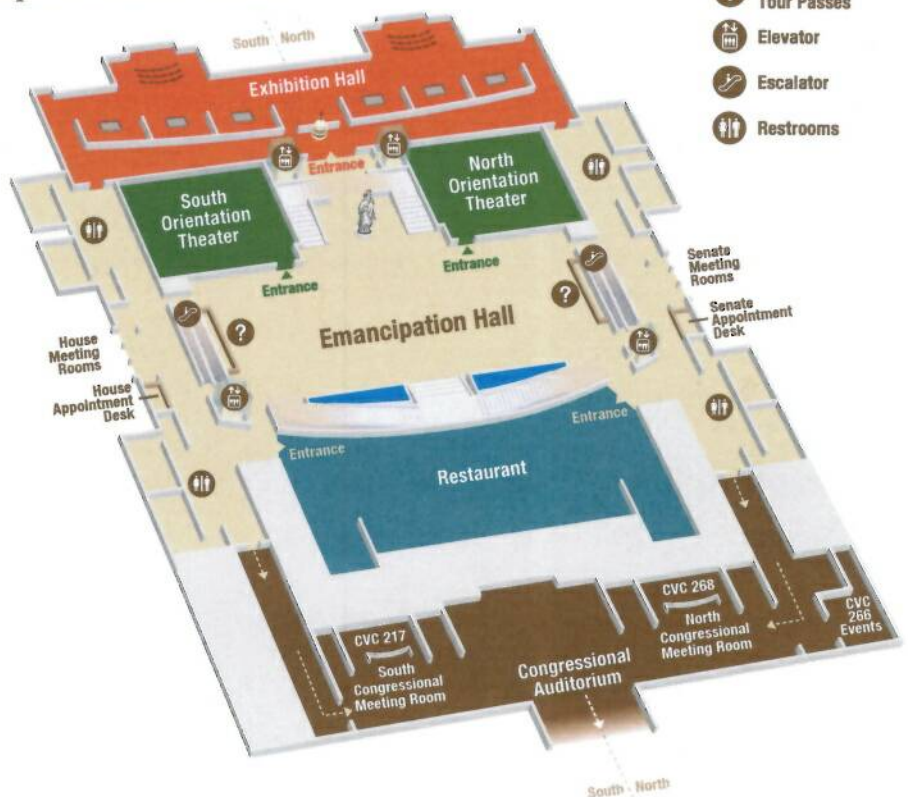 Tour Passes
Elevator
Escalator
Restrooms
South North
Exhibition Hall
Entrance
South
Orientation
Theater
North
Orientation
Theater
Entrance
Entrance
Senate
Meeting
Rooms
Senate
Appointment
Desk
?
?
Emancipation Hall
House
Meeting
Rooms
House
Appointment
Desk
Entrance
Entrance
Restaurant
CVC 217
South
Congressional
Meeting Room
Congressional
Auditorium
CVC 268
North
Congressional
Meeting Room
CVC
266
Events
South North